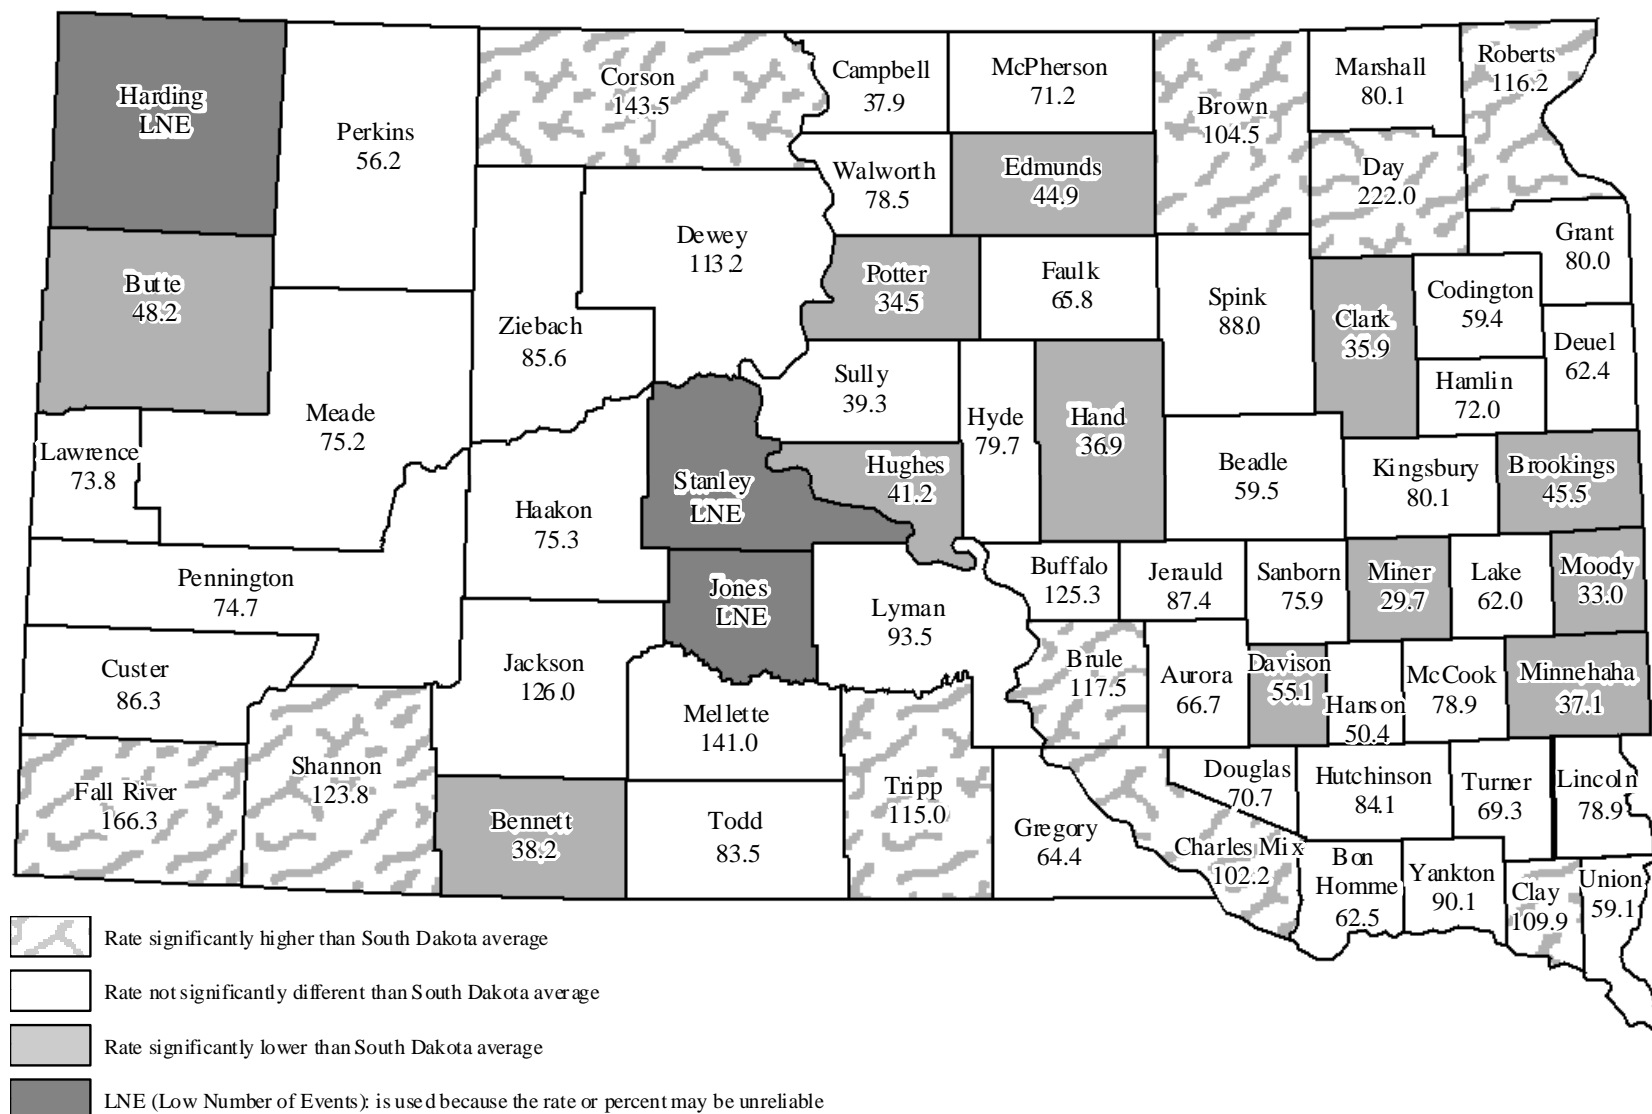 Harding
LNE
Perkins
56.2
Corson
143.5
Campbell
37.9
McPherson
71.2
Brown
104.5
Marshall
80.1
Roberts
116.2
Walworth
78.5
Edmunds
44.9
Day
222.0
Grant
80.0
Butte
48.2
Dewey
113.2
Ziebach
85.6
Potter
34.5
Faulk
65.8
Spink
88.0
Clark
35.9
Codington
59.4
Deuel
62.4
Hamlin
72.0
Meade
75.2
Sully
39.3
Hyde
79.7
Hand
36.9
Lawrence
73.8
Haakon
75.3
Stanley
LNE
Hughes
41.2
Beadle
59.5
Kingsbury
80.1
Brookings
45.5
Pennington
74.7
Jones
LNE
Lyman
93.5
Buffalo
125.3
Jerauld
87.4
Sanborn
75.9
Miner
29.7
Lake
62.0
Moody
33.0
Custer
86.3
Jackson
126.0
Mellette
141.0
Brule
117.5
Aurora
66.7
Davison
55.1
Hanson
50.4
McCook
78.9
Minnehaha
37.1
Fall River
166.3
Shannon
123.8
Bennett
38.2
Todd
83.5
Tripp
115.0
Gregory
64.4
Douglas
70.7
Charles Mix
102.2
Hutchinson
84.1
Turner
69.3
Lincoln
78.9
Bon
Homme
62.5
Yankton
90.1
Clay
109.9
Union
59.1
Rate significantly higher than South Dakota average
Rate not significantly different than South Dakota average
Rate significantly lower than South Dakota average
LNE (Low Number of Events): is used because the rate or percent may be unreliable